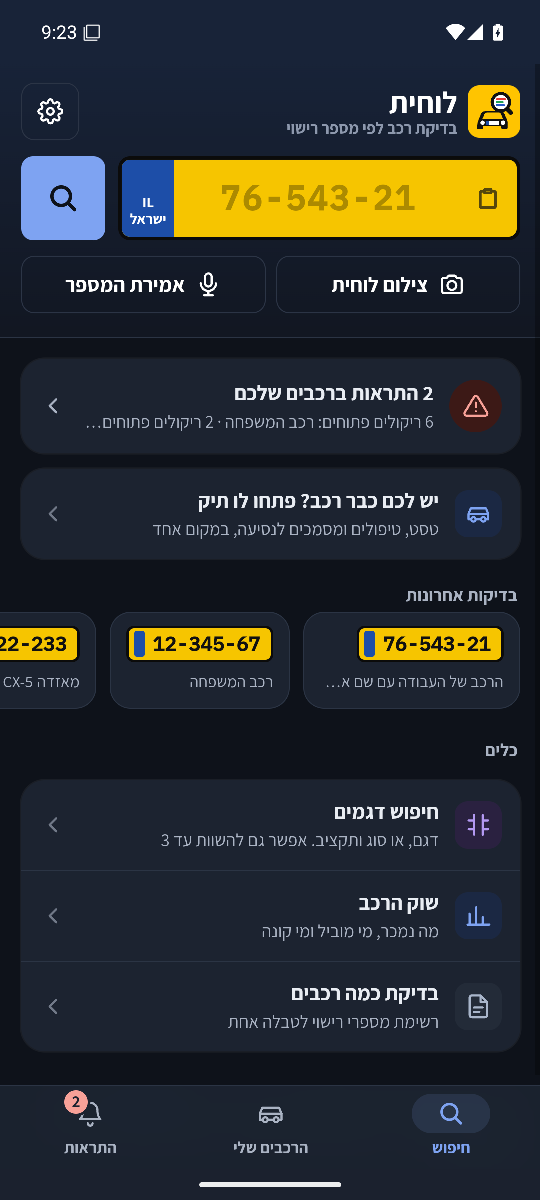 9:23
לוחית
בדיקת רכב לפי מספר רישוי
76-543-21
IL
ישראל
צילום לוחית
אמירת המספר
2 התראות ברכבים שלכם
6 ריקולים פתוחים: רכב המשפחה · 2 ריקולים פתוחים...
יש לכם כבר רכב? פתחו לו תיק
טסט, טיפולים ומסמכים לנסיעה, במקום אחד
בדיקות אחרונות
76-543-21
הרכב של העבודה עם שם א...
12-345-67
רכב המשפחה
22-233
מאזדה CX-5
כלים
חיפוש דגמים
דגם, או סוג ותקציב. אפשר גם להשוות עד 3
שוק הרכב
מה נמכר, מי מוביל ומי קונה
בדיקת כמה רכבים
רשימת מספרי רישוי לטבלה אחת
חיפוש
הרכבים שלי
2
התראות